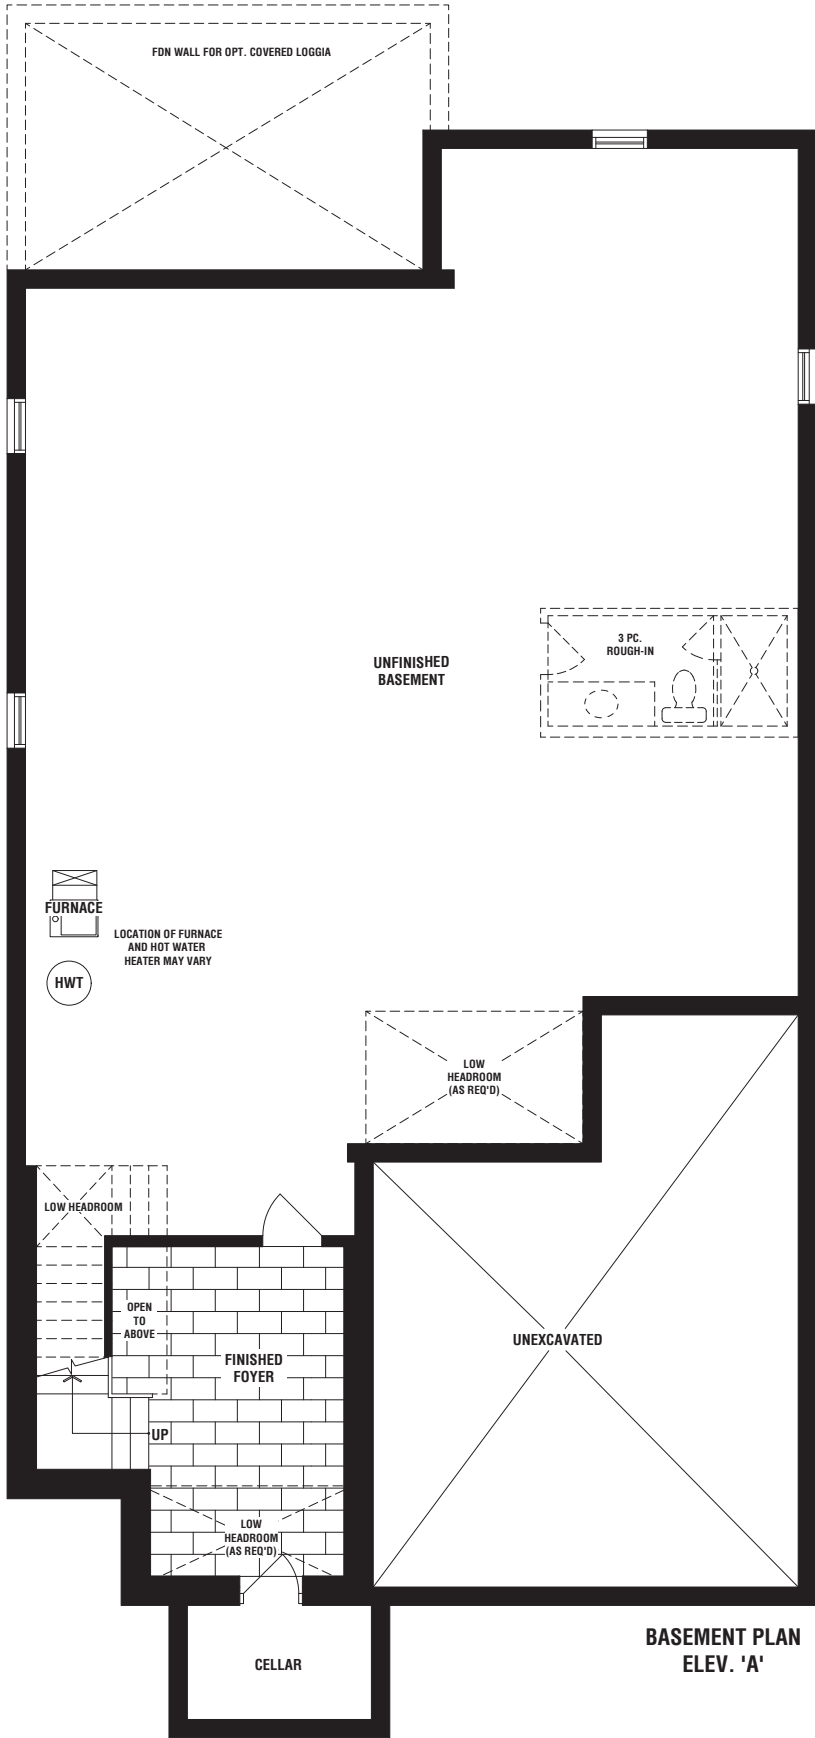 FDN WALL FOR OPT. COVERED LOGGIA
3 PC.
ROUGH-IN
UNFINISHED
BASEMENT
FURNACE
LOCATION OF FURNACE
AND HOT WATER
HEATER MAY VARY
HWT
LOW
HEADROOM
(AS REQ'D)
LOW HEADROOM
OPEN
TO
ABOVE
FINISHED
FOYER
UNEXCAVATED
UP
LOW
HEADROOM
(AS REQ'D)
CELLAR
BASEMENT PLAN
ELEV. 'A'